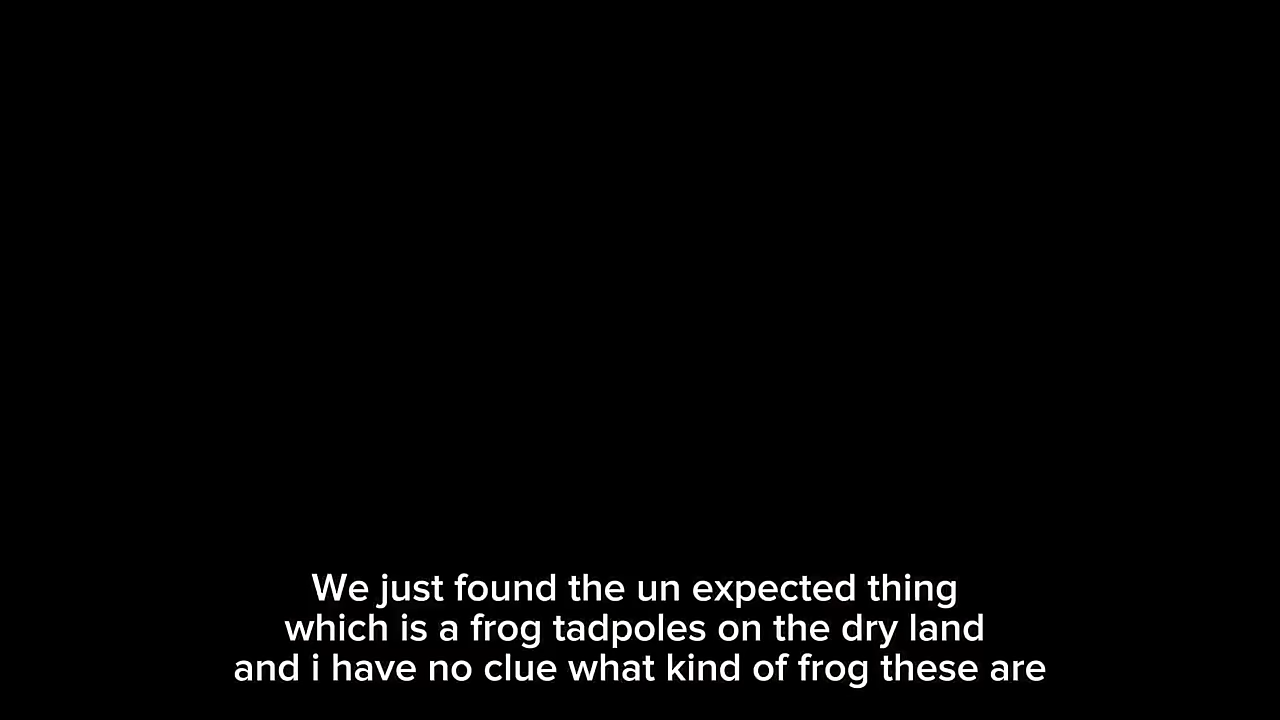 We just found the un expected thing
which is a frog tadpoles on the dry land
and i have no clue what kind of frog these are